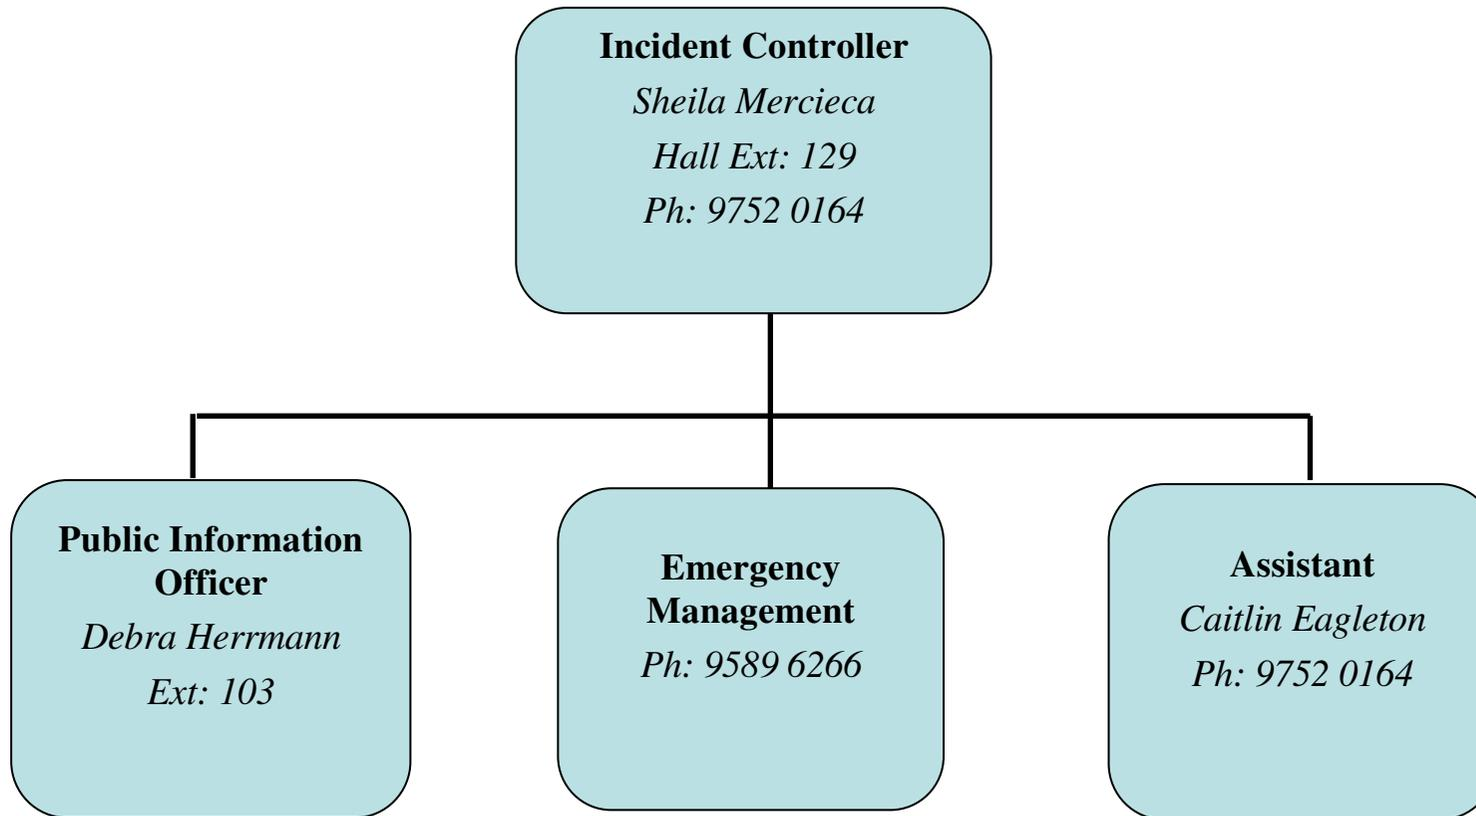 Incident Controller
Sheila Mercieca
Hall Ext: 129
Ph: 9752 0164
Public Information
Officer
Debra Herrmann
Ext: 103
Emergency
Management
Ph: 9589 6266
Assistant
Caitlin Eagleton
Ph: 9752 0164